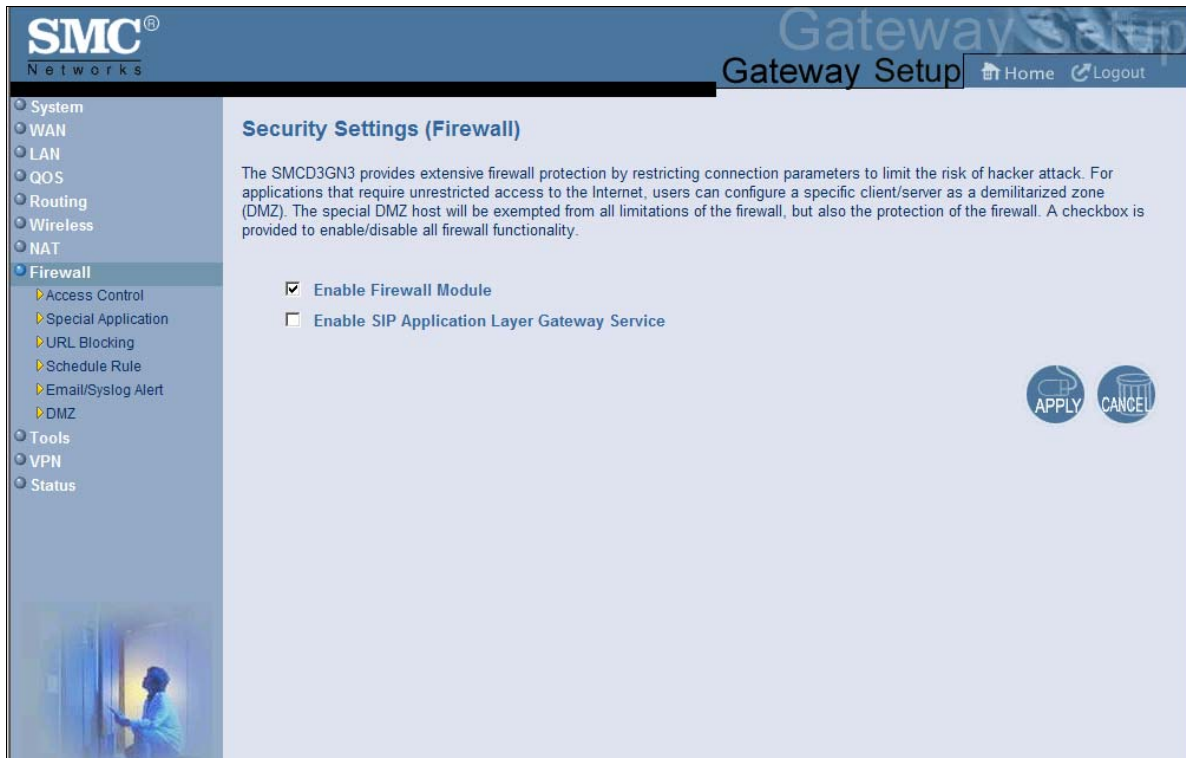 SMC®
Networks
Gateway Setup
Gateway Setup
Home
Logout
System
WAN
LAN
QOS
Routing
Wireless
NAT
Firewall
Access Control
Special Application
URL Blocking
Schedule Rule
Email/Syslog Alert
DMZ
Tools
VPN
Status
Security Settings (Firewall)
The SMCD3GN3 provides extensive firewall protection by restricting connection parameters to limit the risk of hacker attack. For
applications that require unrestricted access to the Internet, users can configure a specific client/server as a demilitarized zone
(DMZ). The special DMZ host will be exempted from all limitations of the firewall, but also the protection of the firewall. A checkbox is
provided to enable/disable all firewall functionality.
Enable Firewall Module
Enable SIP Application Layer Gateway Service
APPLY
CANCEL